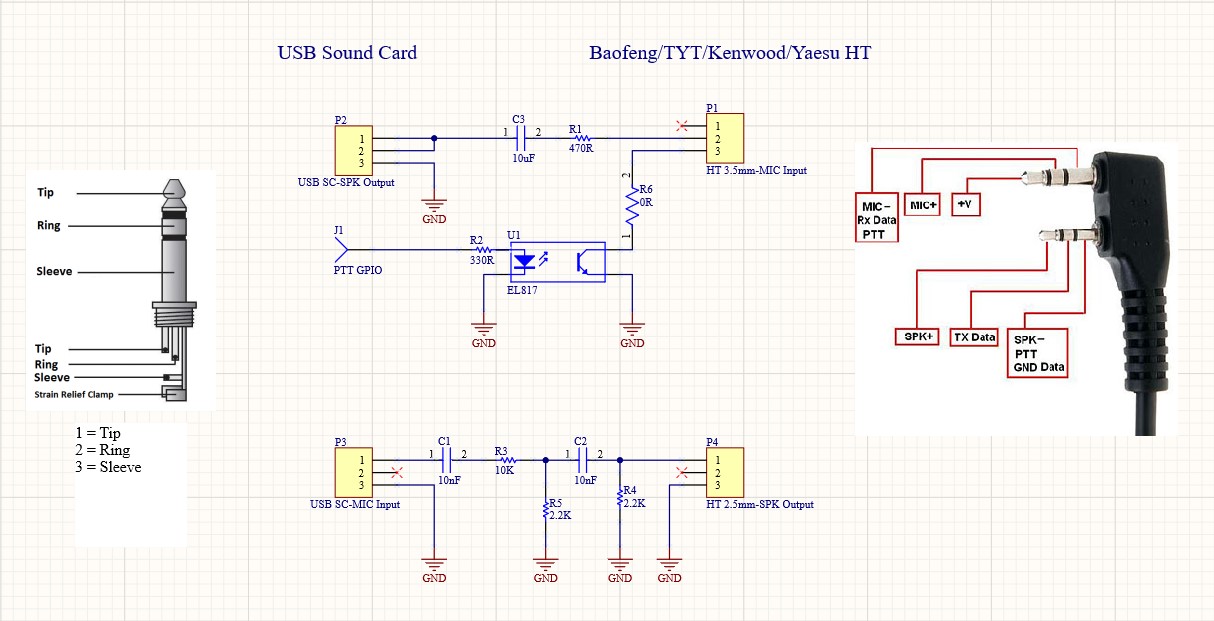 USB Sound Card
Baofeng/TYT/Kenwood/Yaesu HT
P2
1
2
3
USB SC-SPK Output
GND
C3
1
2
10uF
R1
470R
P1
1
2
3
HT 3.5mm-MIC Input
2
R6
0R
1
J1
PTT GPIO
R2
330R
U1
EL817
GND
GND
Tip
Ring
Sleeve
Tip
Ring
Sleeve
Strain Relief Clamp
1 = Tip
2 = Ring
3 = Sleeve
MIC-
Rx Data
PTT
MIC+
+V
SPK+
TX Data
SPK-
PTT
GND Data
P3
1
2
3
USB SC-MIC Input
GND
C1
1
2
10nF
R3
10K
R5
2.2K
GND
C2
1
2
10nF
R4
2.2K
GND
P4
1
2
3
HT 2.5mm-SPK Output
GND